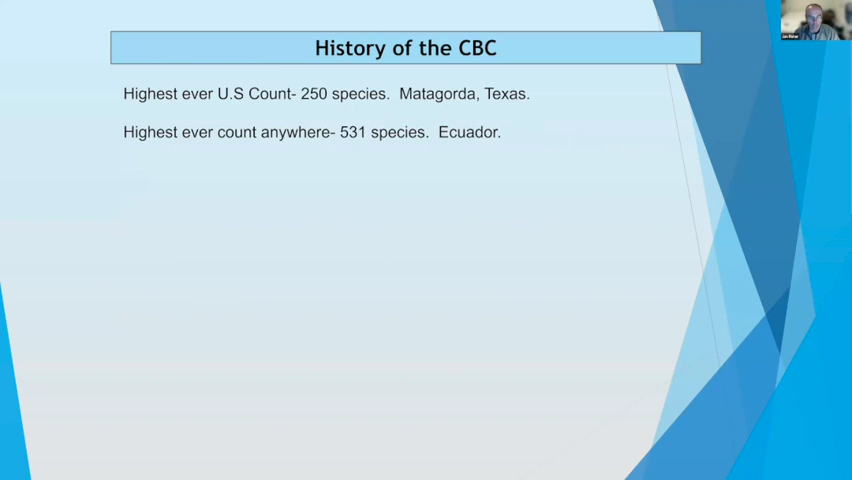 History of the CBC
Highest ever U.S Count- 250 species.  Matagorda, Texas.
Highest ever count anywhere- 531 species.  Ecuador.